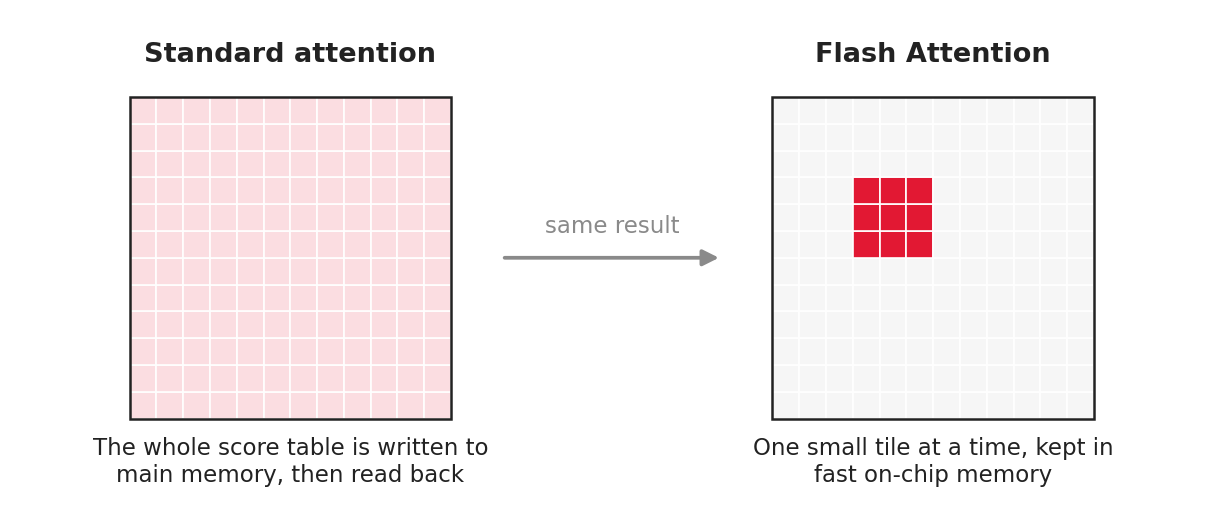 Standard attention
Flash Attention
same result
The whole score table is written to
main memory, then read back
One small tile at a time, kept in
fast on-chip memory